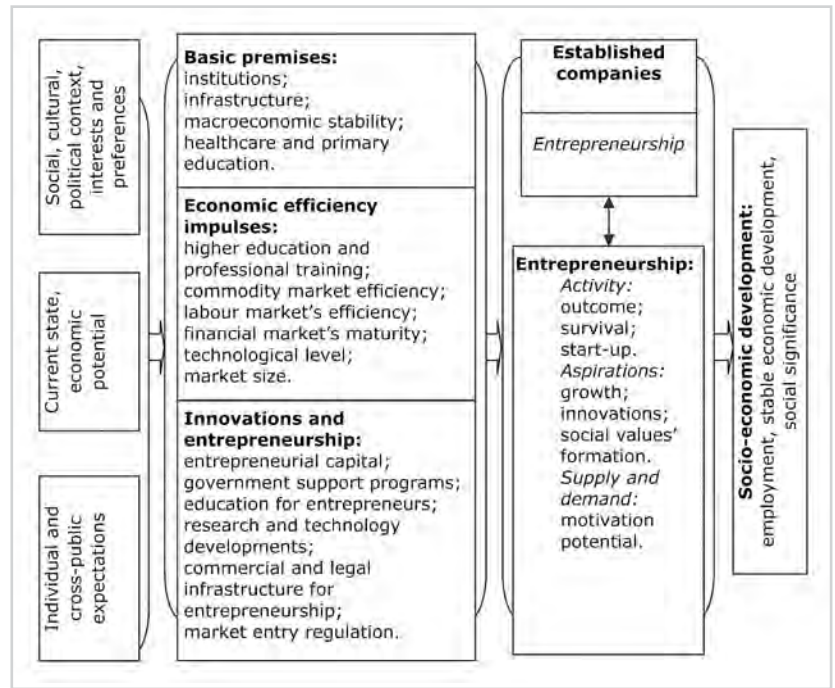 Social, cultural,
political context,
interests and
preferences
Current state,
economic
potential
Individual and
cross-public
expectations
Basic premises:
institutions;
infrastructure;
macroeconomic stability;
healthcare and primary
education.
Economic efficiency
impulses:
higher education and
professional training;
commodity market efficiency;
labour market's efficiency;
financial market's maturity;
technological level;
market size.
Innovations and
entrepreneurship:
entrepreneurial capital;
government support programs;
education for entrepreneurs;
research and technology
developments;
commercial and legal
infrastructure for
entrepreneurship;
market entry regulation.
Established
companies
Entrepreneurship
Entrepreneurship:
Activity:
outcome;
survival;
start-up.
Aspirations:
growth;
innovations;
social values'
formation.
Supply and
demand:
motivation
potential.
Socio-economic development:
employment, stable economic development,
social significance